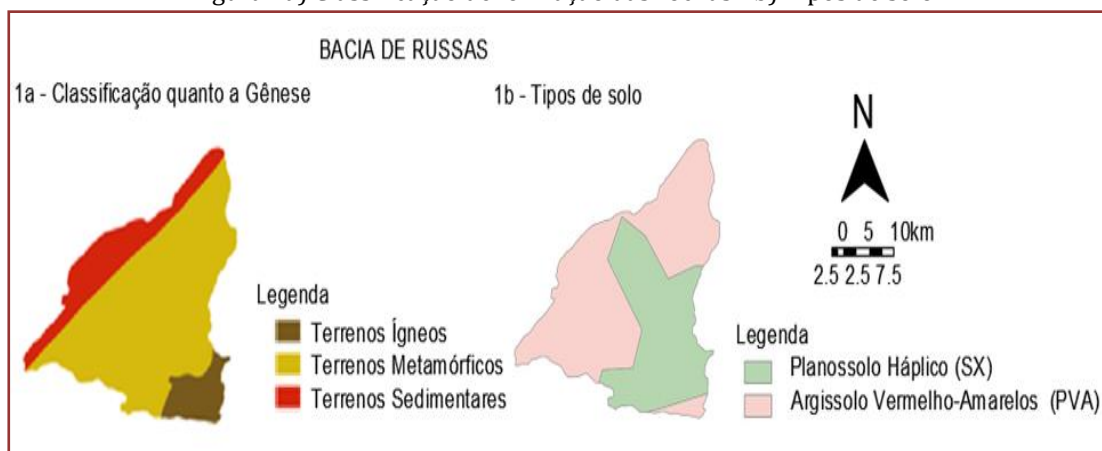 BACIA DE RUSSAS
1a - Classificação quanto a Gênese
1b - Tipos de solo
Legenda
Terrenos Ígneos
Terrenos Metamórficos
Terrenos Sedimentares
N
0 5 10km
2.5 2.5 7.5
Legenda
Planossolo Háplico (SX)
Argissolo Vermelho-Amarelos (PVA)